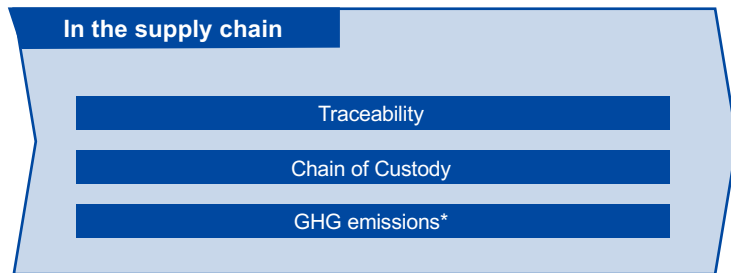 In the supply chain
Traceability
Chain of Custody
GHG emissions*